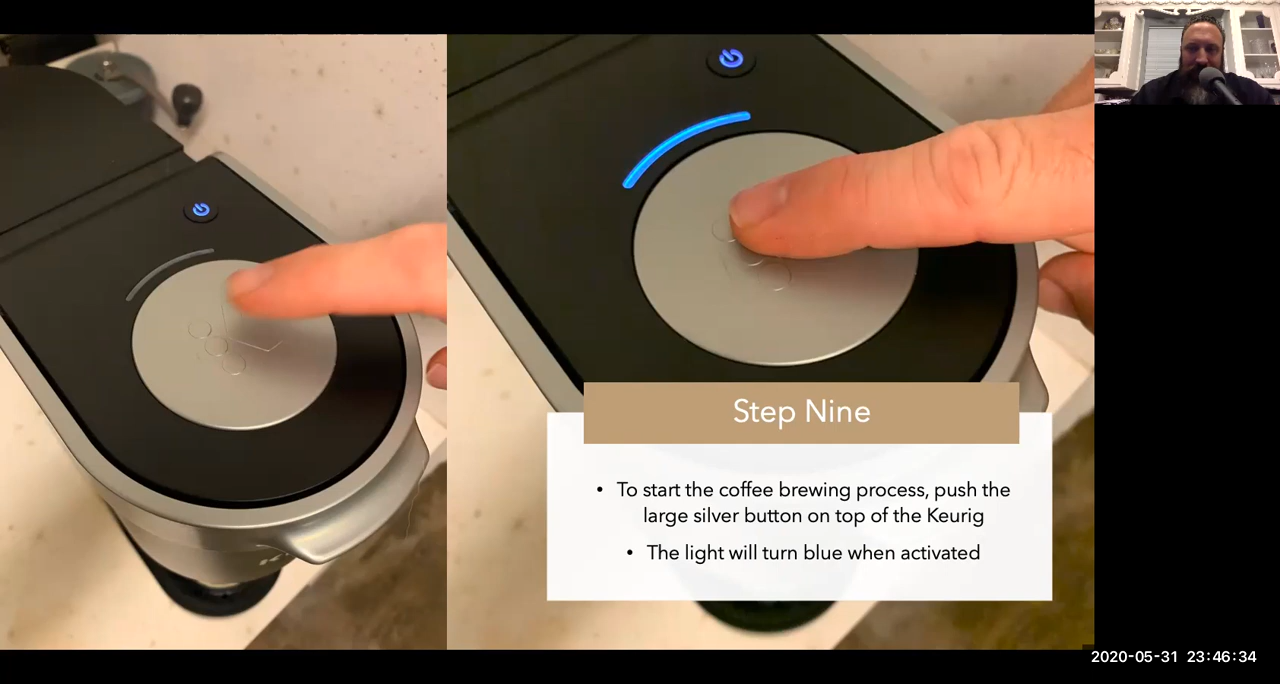 Step Nine
• To start the coffee brewing process, push the
large silver button on top of the Keurig
• The light will turn blue when activated
2020-05-31 23:46:34